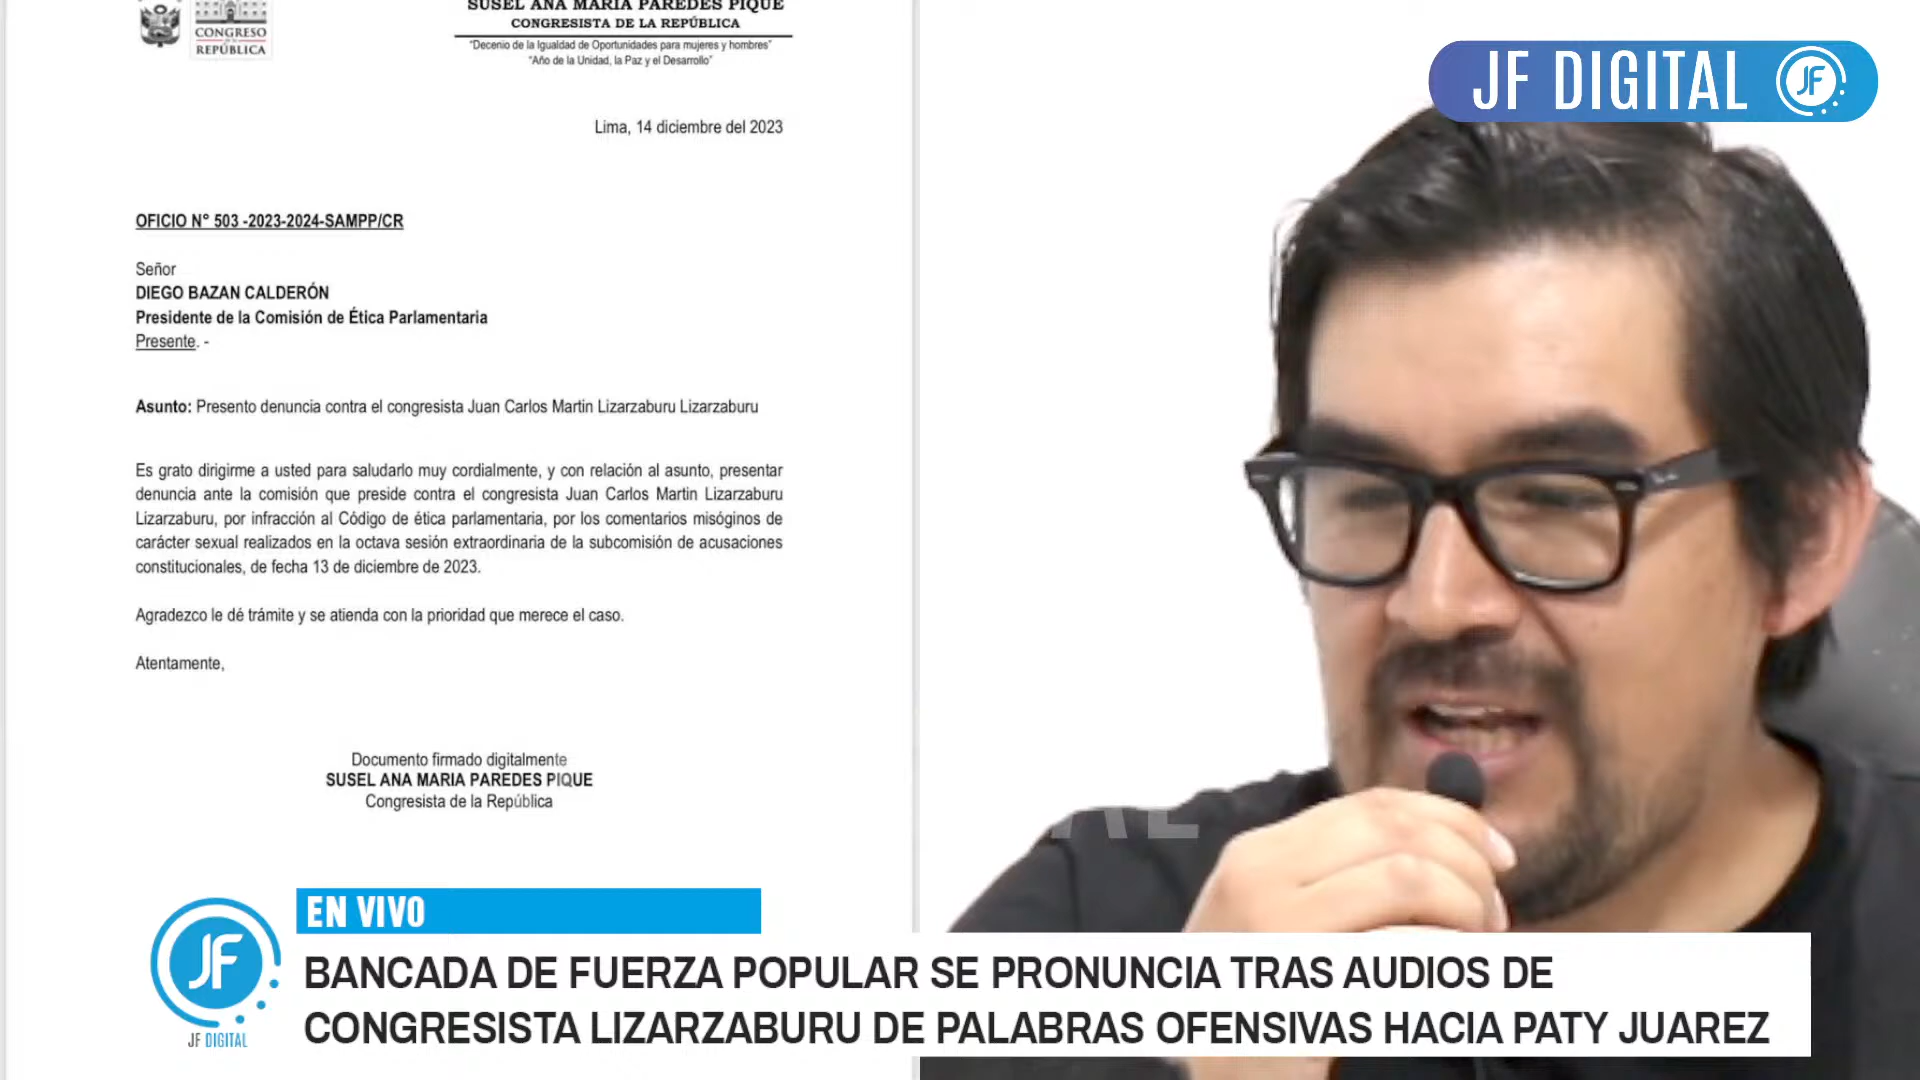 SUSEL ANA MARIA PAREDES PIQUE
CONGRESISTA DE LA REPÚBLICA
CONGRESO
REPÚBLICA
"Decenio de la Igualdad de Oportunidades para mujeres y hombres"
"Año de la Unidad, la Paz y el Desarrollo"
JF DIGITAL JF
Lima, 14 diciembre del 2023
OFICIO N° 503 -2023-2024-SAMPP/CR
Señor
DIEGO BAZAN CALDERÓN
Presidente de la Comisión de Ética Parlamentaria
Presente. -
Asunto: Presento denuncia contra el congresista Juan Carlos Martin Lizarzaburu Lizarzaburu
Es grato dirigirme a usted para saludarlo muy cordialmente, y con relación al asunto, presentar
denuncia ante la comisión que preside contra el congresista Juan Carlos Martin Lizarzaburu
Lizarzaburu, por infracción al Código de ética parlamentaria, por los comentarios misóginos de
carácter sexual realizados en la octava sesión extraordinaria de la subcomisión de acusaciones
constitucionales, de fecha 13 de diciembre de 2023.
Agradezco le dé trámite y se atienda con la prioridad que merece el caso.
Atentamente,
Documento firmado digitalmente
SUSEL ANA MARIA PAREDES PIQUE
Congresista de la República
EN VIVO
JF
JF DIGITAL
BANCADA DE FUERZA POPULAR SE PRONUNCIA TRAS AUDIOS DE
CONGRESISTA LIZARZABURU DE PALABRAS OFENSIVAS HACIA PATY JUAREZ